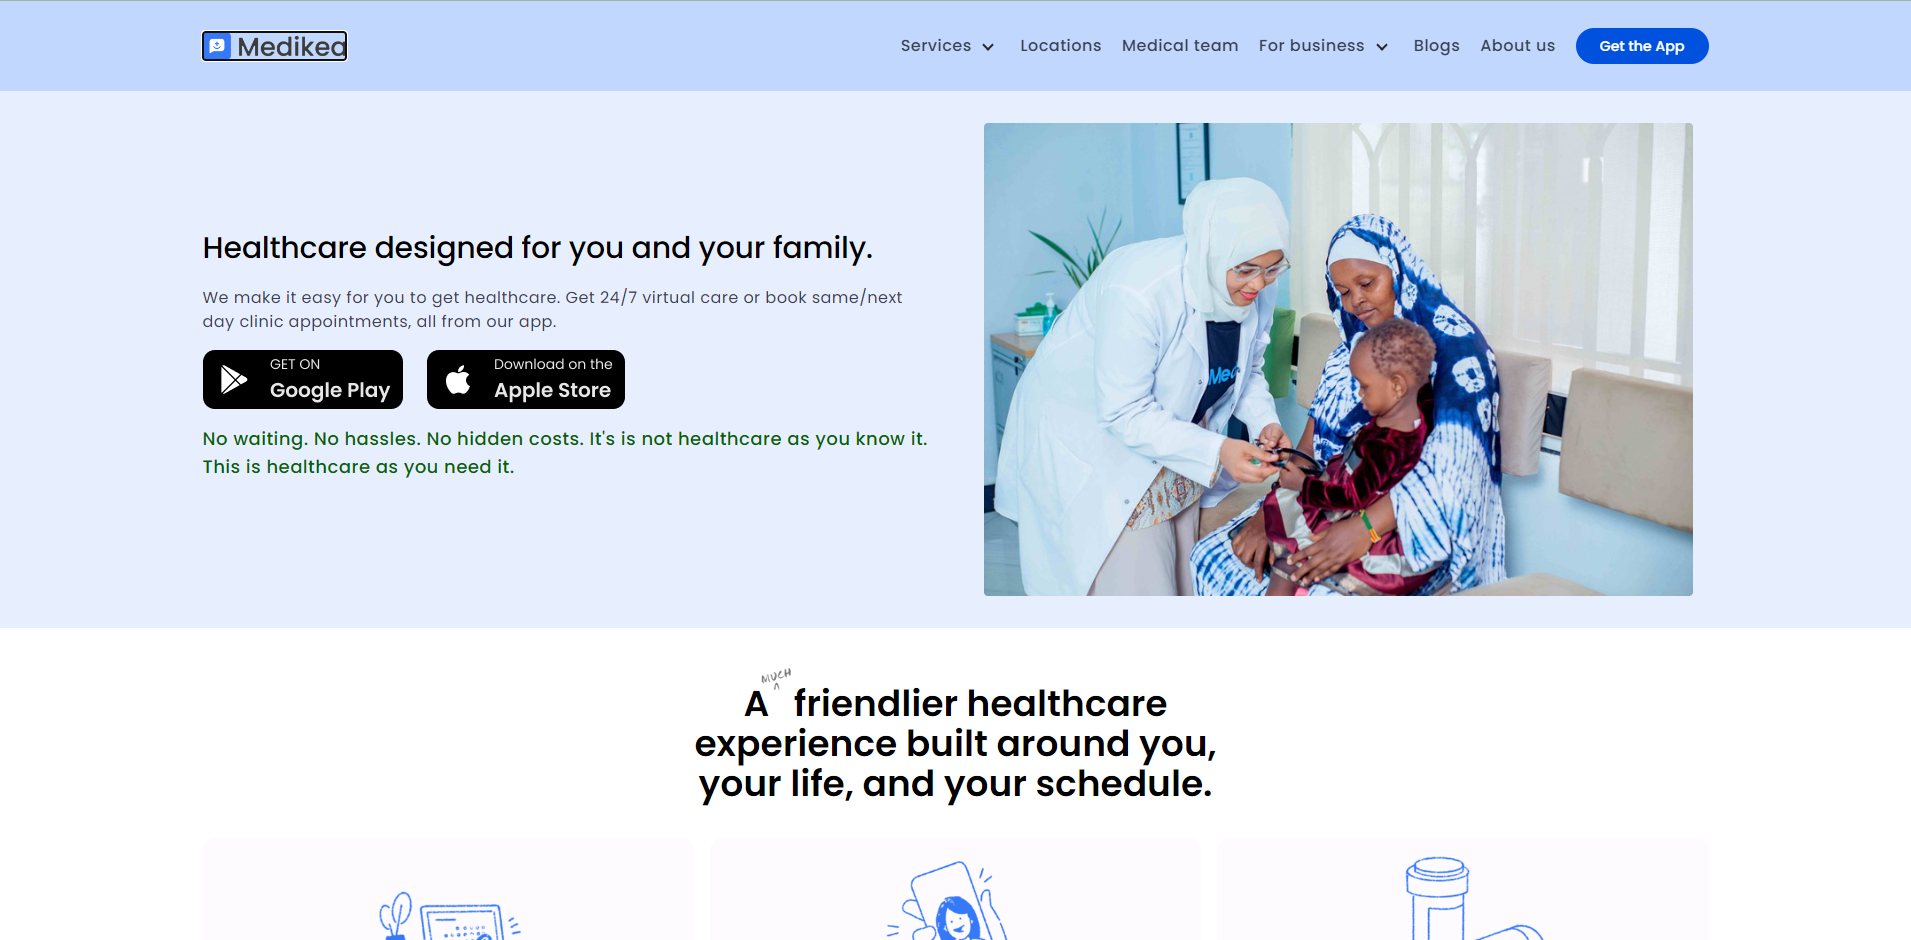 Medikea
Services
Locations
Medical team
For business
Blogs
About us
Get the App
Healthcare designed for you and your family.
We make it easy for you to get healthcare. Get 24/7 virtual care or book same/next
day clinic appointments, all from our app.
GET ON
Google Play
Download on the
Apple Store
No waiting. No hassles. No hidden costs. It's is not healthcare as you know it.
This is healthcare as you need it.
Med
MUCH
A friendlier healthcare
experience built around you,
your life, and your schedule.